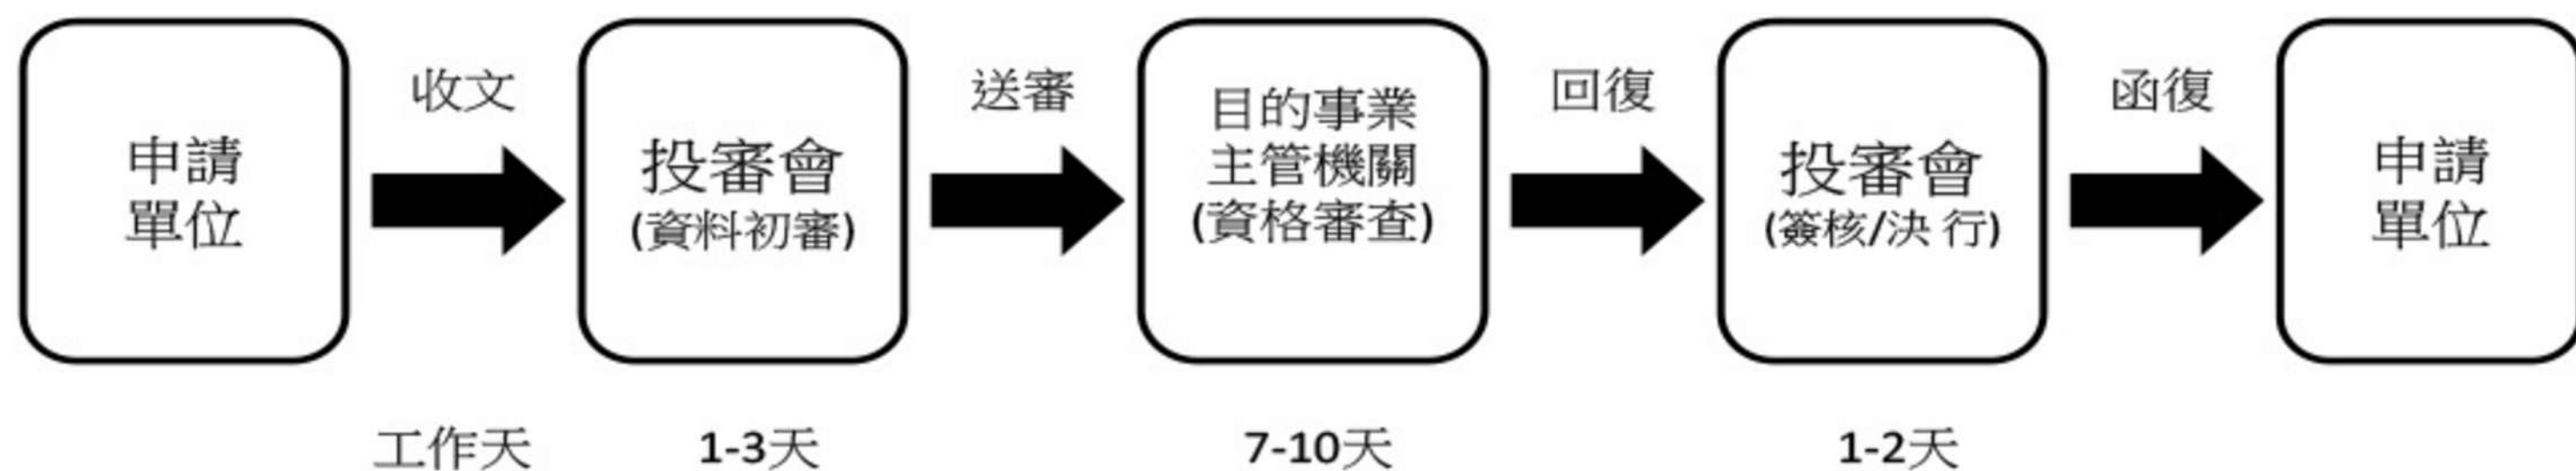 申請
單位
收文
投審會
(資料初審)
送審
目的事業
主管機關
(資格審查)
回復
投審會
(簽核/決 行)
函復
申請
單位
工作天
1-3天
7-10天
1-2天